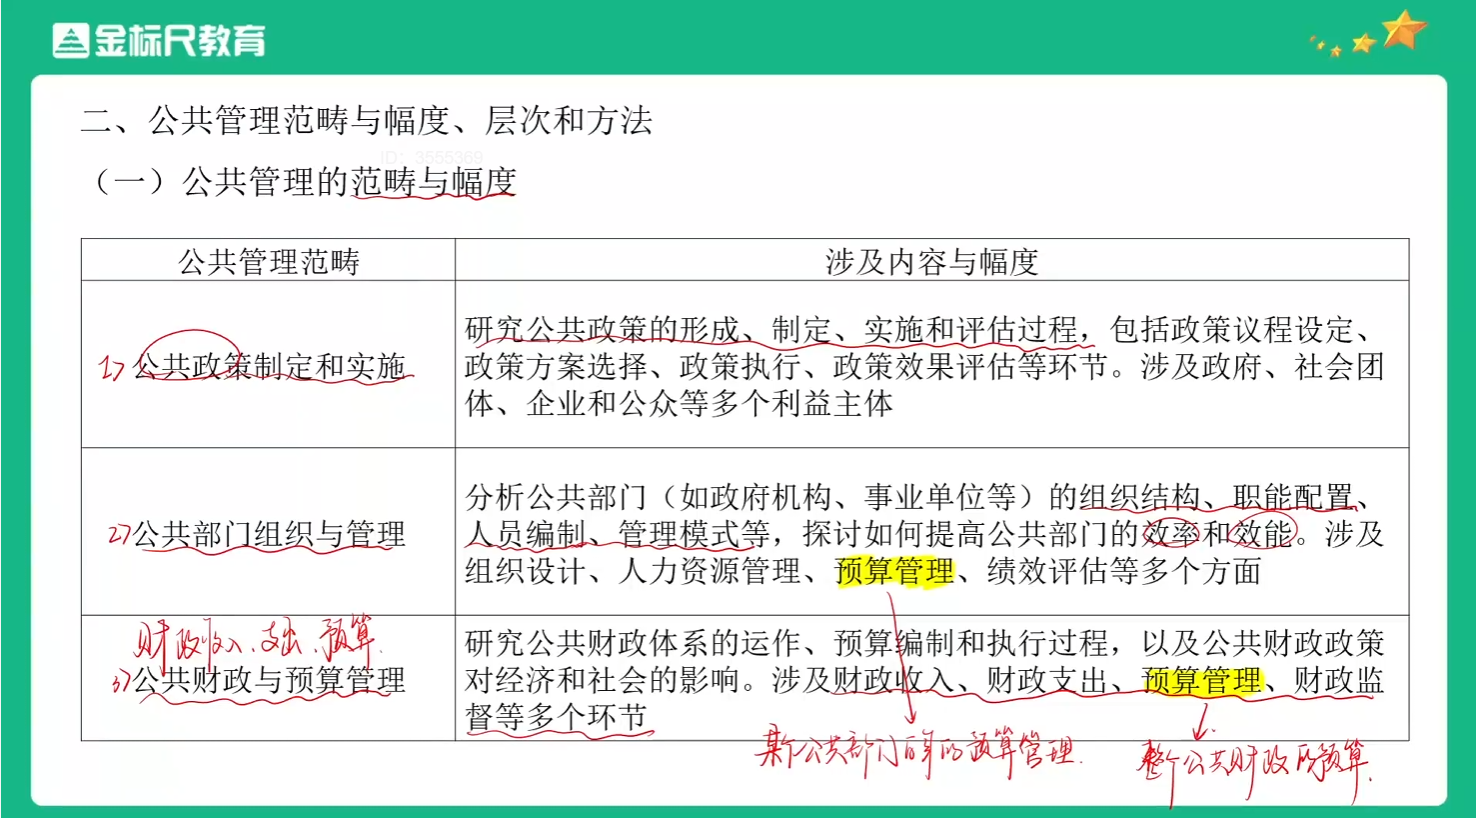 金标尺教育
二、公共管理范畴与幅度、层次和方法
ID: 3555369
（一）公共管理的范畴与幅度
公共管理范畴
涉及内容与幅度
1) 公共政策制定和实施
研究公共政策的形成、制定、实施和评估过程，包括政策议程设定、
政策方案选择、政策执行、政策效果评估等环节。涉及政府、社会团
体、企业和公众等多个利益主体
2) 公共部门组织与管理
分析公共部门（如政府机构、事业单位等）的组织结构、职能配置、
人员编制、管理模式等，探讨如何提高公共部门的效率和效能。涉及
组织设计、人力资源管理、预算管理、绩效评估等多个方面
财政收入、支出、预算
3) 公共财政与预算管理
研究公共财政体系的运作、预算编制和执行过程，以及公共财政政策
对经济和社会的影响。涉及财政收入、财政支出、预算管理、财政监
督等多个环节
某个公共部门自身的预算管理
整个公共财政的预算